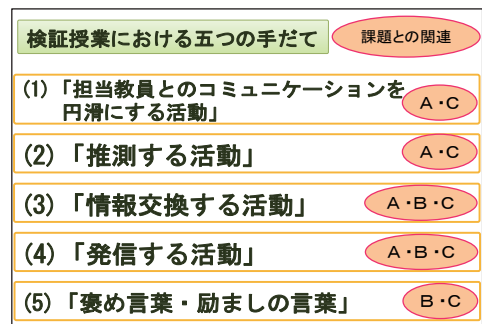 検証授業における五つの手だて
課題との関連
(1)「担当教員とのコミュニケーションを
円滑にする活動」
A・C
(2)「推測する活動」
A・C
(3)「情報交換する活動」
A・B・C
(4)「発信する活動」
A・B・C
(5)「褒め言葉・励ましの言葉」
B・C